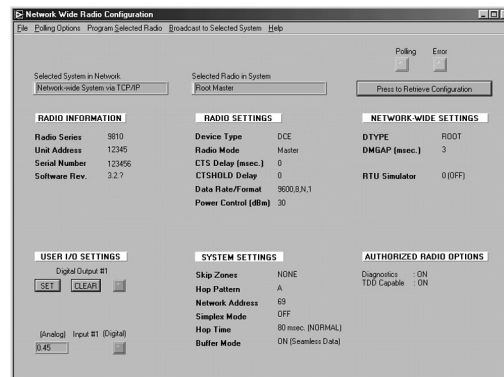 Network Wide Radio Configuration
File Polling Options Program Selected Radio Broadcast to Selected System Help
Polling Error
Selected System in Network
Network-wide System via TCP/IP
Selected Radio in System
Root Master
Press to Retrieve Configuration
RADIO INFORMATION
Radio Series 9810
Unit Address 12345
Serial Number 123456
Software Rev. 3.2.?
RADIO SETTINGS
Device Type DCE
Radio Mode Master
CTS Delay (msec.) 0
CTSHOLD Delay 0
Data Rate/Format 9600,8,N,1
Power Control (dBm) 30
NETWORK-WIDE SETTINGS
DTYPE ROOT
DMGAP (msec.) 3
RTU Simulator 0 (OFF)
USER I/O SETTINGS
Digital Output #1
SET CLEAR
(Analog) Input #1 (Digital)
0.45
SYSTEM SETTINGS
Skip Zones NONE
Hop Pattern A
Network Address 69
Simplex Mode OFF
Hop Time 80 msec. (NORMAL)
Buffer Mode ON (Seamless Data)
AUTHORIZED RADIO OPTIONS
Diagnostics : ON
TDD Capable : ON